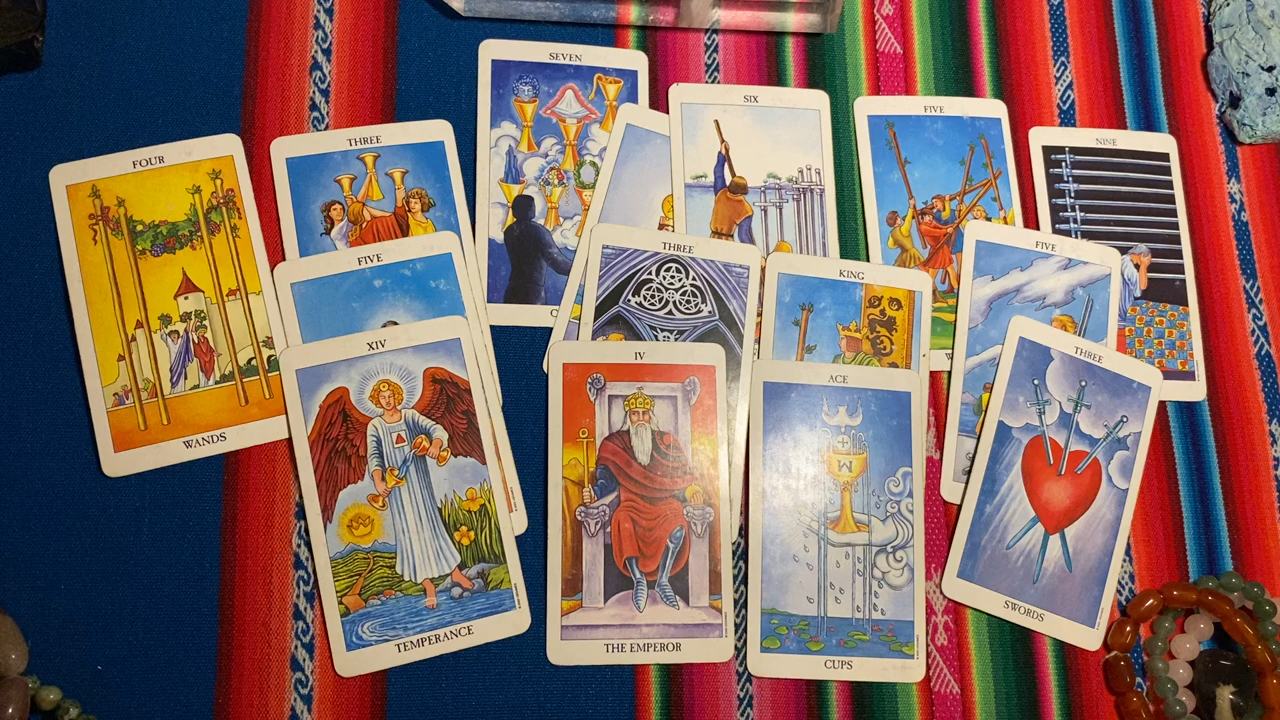 FOUR
WANDS
THREE
FIVE
XIV
TEMPERANCE
SEVEN
C
SIX
THREE
IV
THE EMPEROR
KING
ACE
CUPS
FIVE
W
NINE
FIVE
THREE
SWORDS